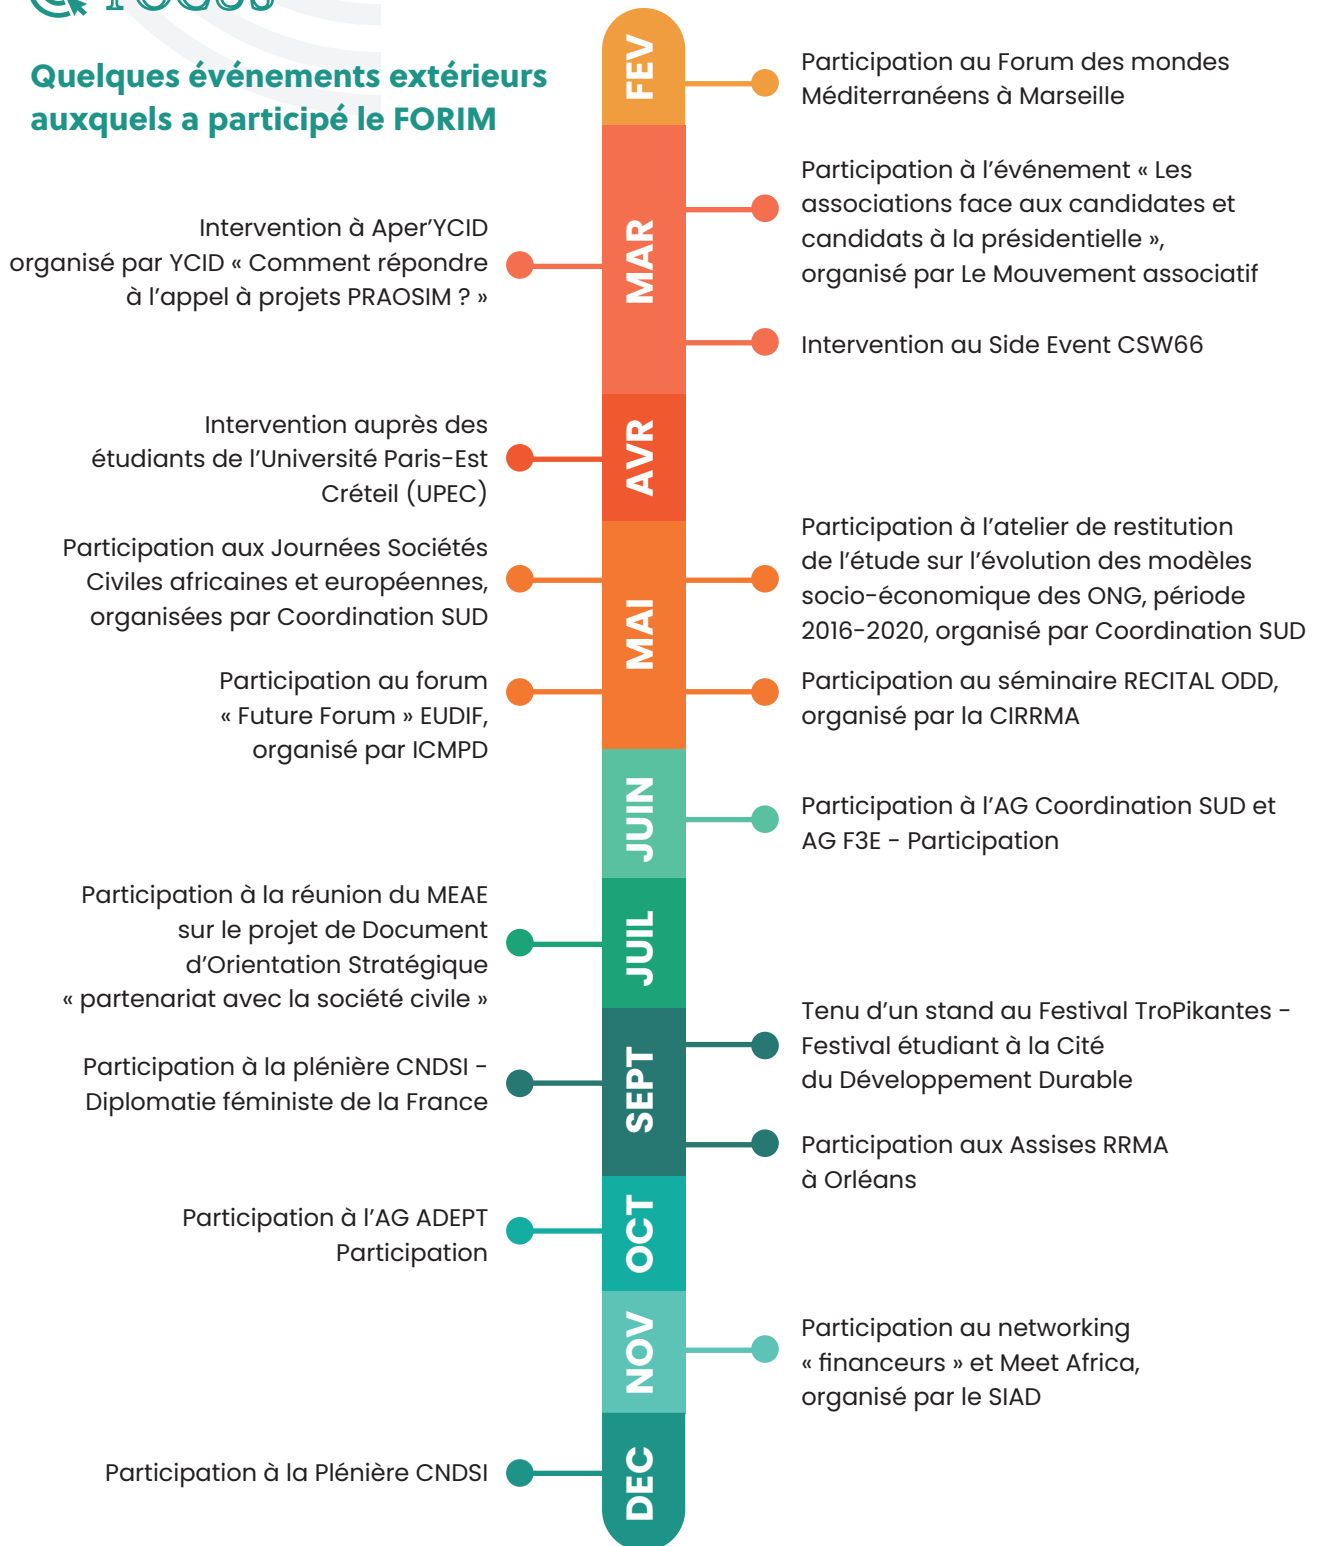 FOCUS
Quelques événements extérieurs
auxquels a participé le FORIM
FEV
Participation au Forum des mondes
Méditerranéens à Marseille
MAR
Participation à l’événement « Les
associations face aux candidates et
candidats à la présidentielle »,
organisé par Le Mouvement associatif
Intervention à Aper’YCID
organisé par YCID « Comment répondre
à l’appel à projets PRAOSIM ? »
Intervention au Side Event CSW66
AVR
Intervention auprès des
étudiants de l’Université Paris-Est
Créteil (UPEC)
MAI
Participation aux Journées Sociétés
Civiles africaines et européennes,
organisées par Coordination SUD
Participation à l’atelier de restitution
de l’étude sur l’évolution des modèles
socio-économique des ONG, période
2016-2020, organisé par Coordination SUD
Participation au forum
« Future Forum » EUDIF,
organisé par ICMPD
Participation au séminaire RECITAL ODD,
organisé par la CIRRMA
JUIN
Participation à l’AG Coordination SUD et
AG F3E - Participation
JUIL
Participation à la réunion du MEAE
sur le projet de Document
d’Orientation Stratégique
« partenariat avec la société civile »
SEPT
Tenu d’un stand au Festival TroPikantes -
Festival étudiant à la Cité
du Développement Durable
Participation à la plénière CNDSI -
Diplomatie féministe de la France
Participation aux Assises RRMA
à Orléans
OCT
Participation à l’AG ADEPT
Participation
NOV
Participation au networking
« financeurs » et Meet Africa,
organisé par le SIAD
DEC
Participation à la Plénière CNDSI